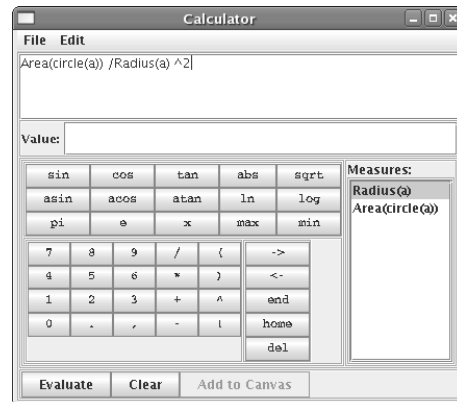 Calculator
File Edit
Area(circle(a)) /Radius(a) ^2
Value:
sin cos tan abs sqrt
asin acos atan ln log
pi e x max min
Measures:
Radius(a)
Area(circle(a))
7 8 9 / ( ->
4 5 6 * ) <-
1 2 3 + ^ end
0 . , - ! home
del
Evaluate Clear Add to Canvas